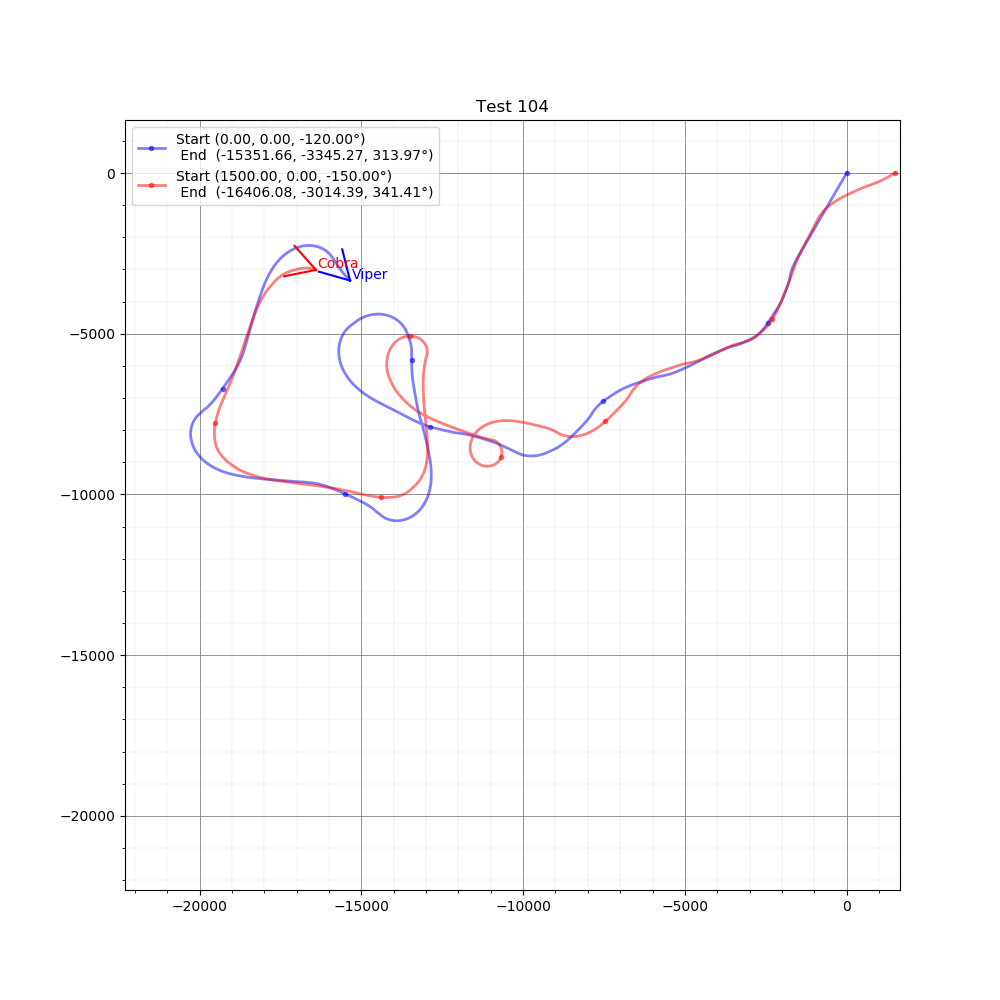 Test 104
Start (0.00, 0.00, -120.00°)
End  (-15351.66, -3345.27, 313.97°)
Start (1500.00, 0.00, -150.00°)
End  (-16406.08, -3014.39, 341.41°)
Cobra
Viper
0
−5000
−10000
−15000
−20000
−20000 −15000 −10000 −5000 0